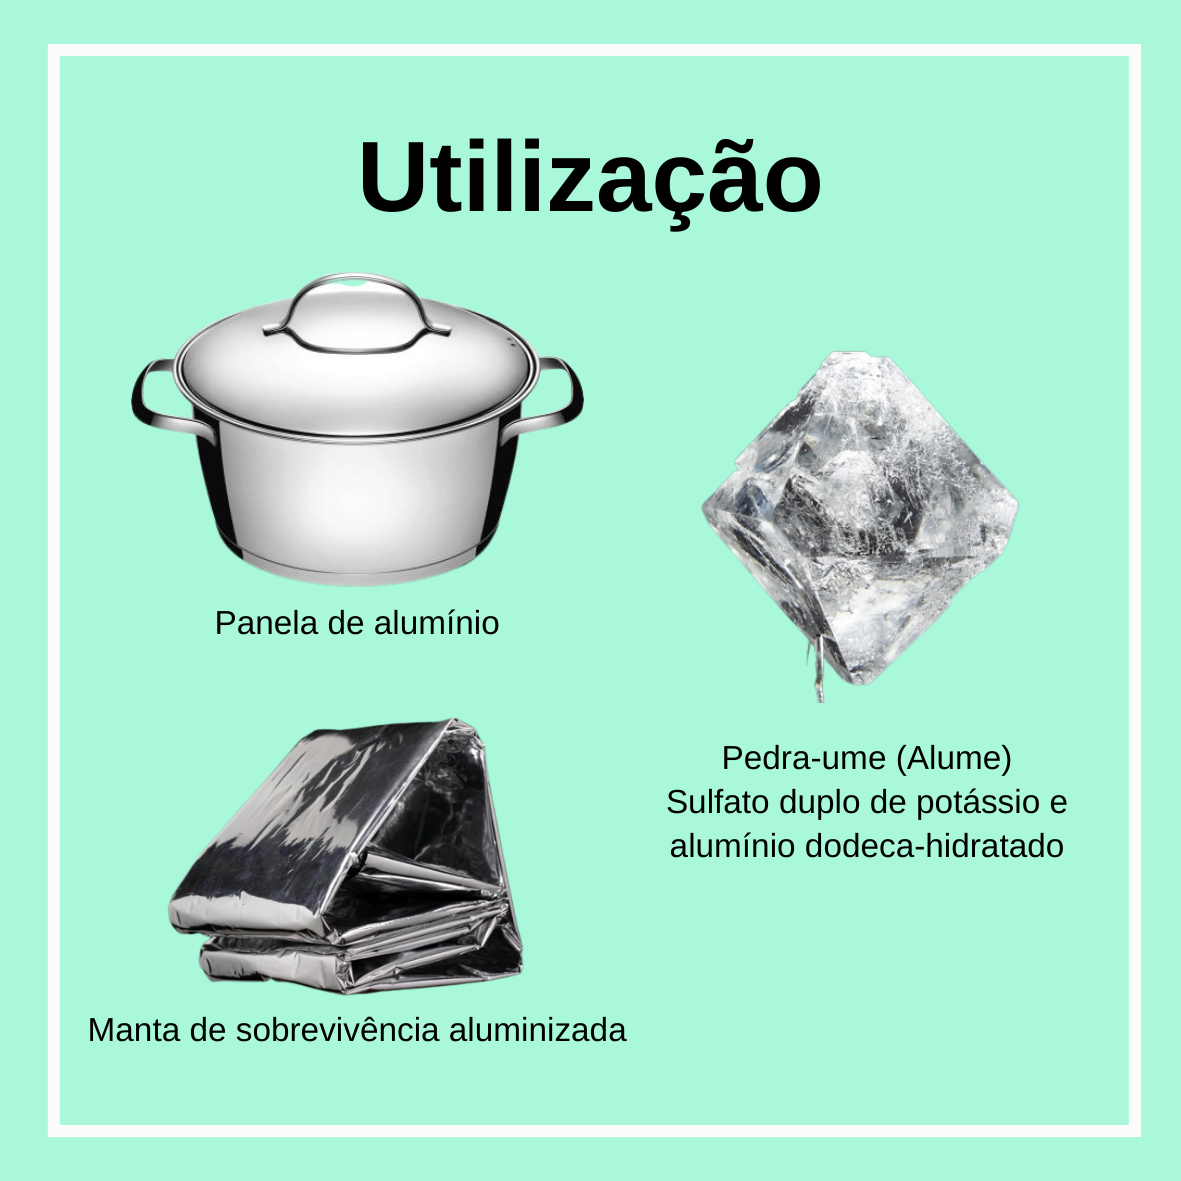 Utilização
Panela de alumínio
Pedra-ume (Alume)
Sulfato duplo de potássio e
alumínio dodeca-hidratado
Manta de sobrevivência aluminizada